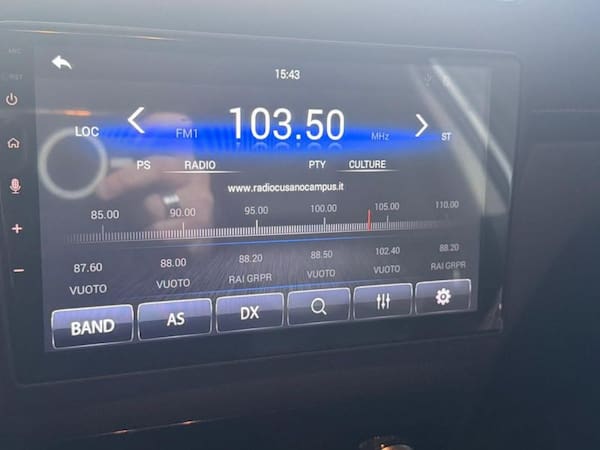 MIC
RST
15:43
LOC
FM1
103.50
MHz
ST
PS RADIO PTY CULTURE
www.radiocusanocampus.it
85.00 90.00 95.00 100.00 105.00 110.00
87.60 88.00 88.20 88.50 102.40 88.20
VUOTO VUOTO RAI GRPR VUOTO VUOTO RAI GRPR
BAND AS DX